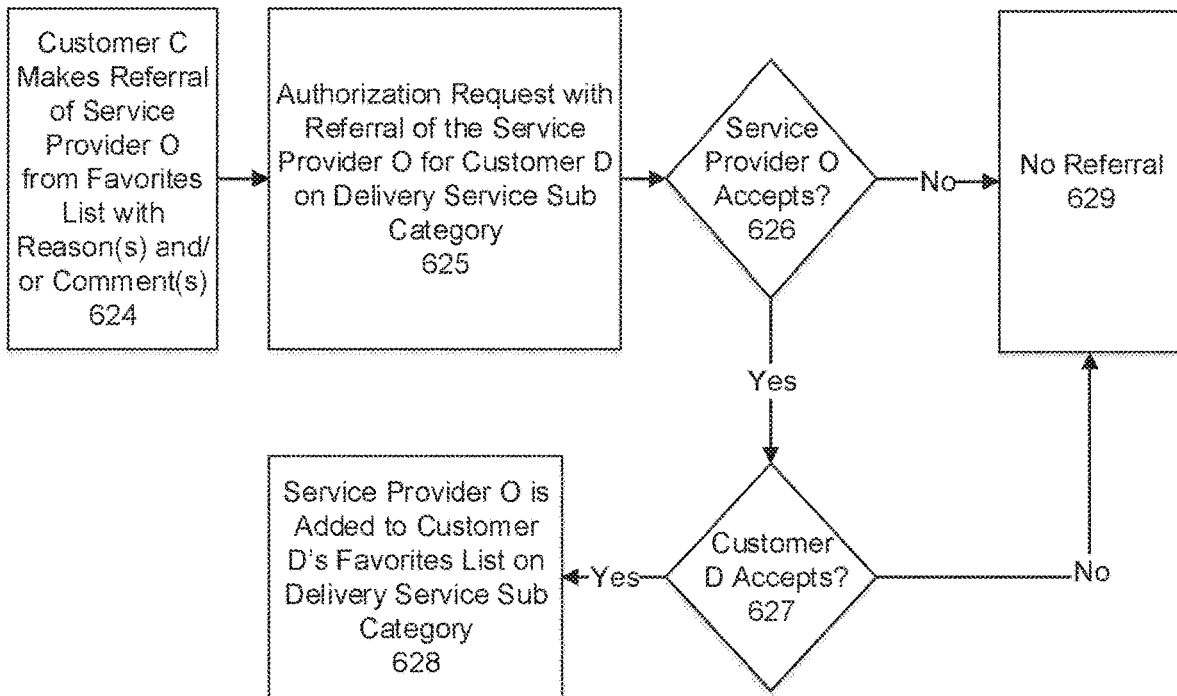 Customer C
Makes Referral
of Service
Provider O
from Favorites
List with
Reason(s) and/
or Comment(s)
624
Authorization Request with
Referral of the Service
Provider O for Customer D
on Delivery Service Sub
Category
625
Service
Provider O
Accepts?
626
No
No Referral
629
Yes
Customer
D Accepts?
627
No
Yes
Service Provider O is
Added to Customer
D's Favorites List on
Delivery Service Sub
Category
628